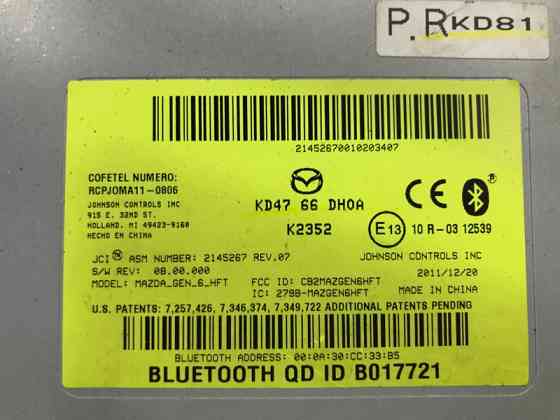 P.RKD81
21452670010203407
COFETEL NUMERO:
RCPJOMA11-0806
JOHNSON CONTROLS INC
915 E. 32ND ST.
HOLLAND, MI 49423-9160
HECHO EN CHINA
KD47 66 DH0A
K2352
CE
E13 10 R-03 12539
JCI ASM NUMBER: 2145267 REV.07
JOHNSON CONTROLS INC
S/W REV: 08.00.000
2011/12/20
MODEL: MAZDA_GEN_6_HFT
FCC ID: CB2MAZGEN6HFT
IC: 279B-MAZGEN6HFT
MADE IN CHINA
U.S. PATENTS: 7,257,426, 7,346,374, 7,349,722 ADDITIONAL PATENTS PENDING
BLUETOOTH ADDRESS: 00:0A:30:CC:33:B5
BLUETOOTH QD ID B017721